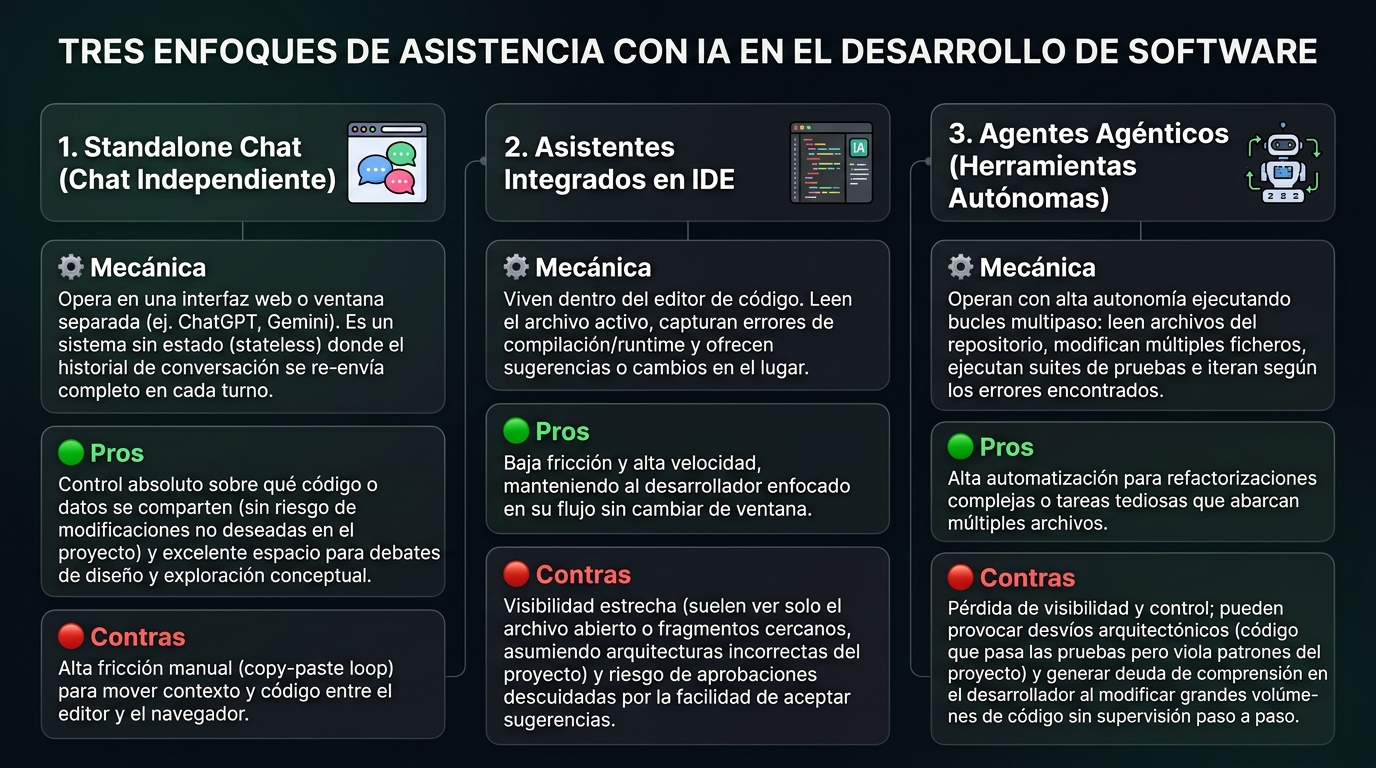 TRES ENFOQUES DE ASISTENCIA CON IA EN EL DESARROLLO DE SOFTWARE
1. Standalone Chat
(Chat Independiente)
Mecánica
Opera en una interfaz web o ventana
separada (ej. ChatGPT, Gemini). Es un
sistema sin estado (stateless) donde el
historial de conversación se re-envía
completo en cada turno.
Pros
Control absoluto sobre qué código o
datos se comparten (sin riesgo de
modificaciones no deseadas en el
proyecto) y excelente espacio para debates
de diseño y exploración conceptual.
Contras
Alta fricción manual (copy-paste loop)
para mover contexto y código entre el
editor y el navegador.
2. Asistentes
Integrados en IDE
IA
Mecánica
Viven dentro del editor de código. Leen
el archivo activo, capturan errores de
compilación/runtime y ofrecen
sugerencias o cambios en el lugar.
Pros
Baja fricción y alta velocidad,
manteniendo al desarrollador enfocado
en su flujo sin cambiar de ventana.
Contras
Visibilidad estrecha (suelen ver solo el
archivo abierto o fragmentos cercanos,
asumiendo arquitecturas incorrectas del
proyecto) y riesgo de aprobaciones
descuidadas por la facilidad de aceptar
sugerencias.
3. Agentes Agénticos
(Herramientas
Autónomas)
2 8 2
Mecánica
Operan con alta autonomía ejecutando
bucles multipaso: leen archivos del
repositorio, modifican múltiples ficheros,
ejecutan suites de pruebas e iteran según
los errores encontrados.
Pros
Alta automatización para refactorizaciones
complejas o tareas tediosas que abarcan
múltiples archivos.
Contras
Pérdida de visibilidad y control; pueden
provocar desvíos arquitectónicos (código
que pasa las pruebas pero viola patrones del
proyecto) y generar deuda de comprensión en
el desarrollador al modificar grandes volúme-
nes de código sin supervisión paso a paso.